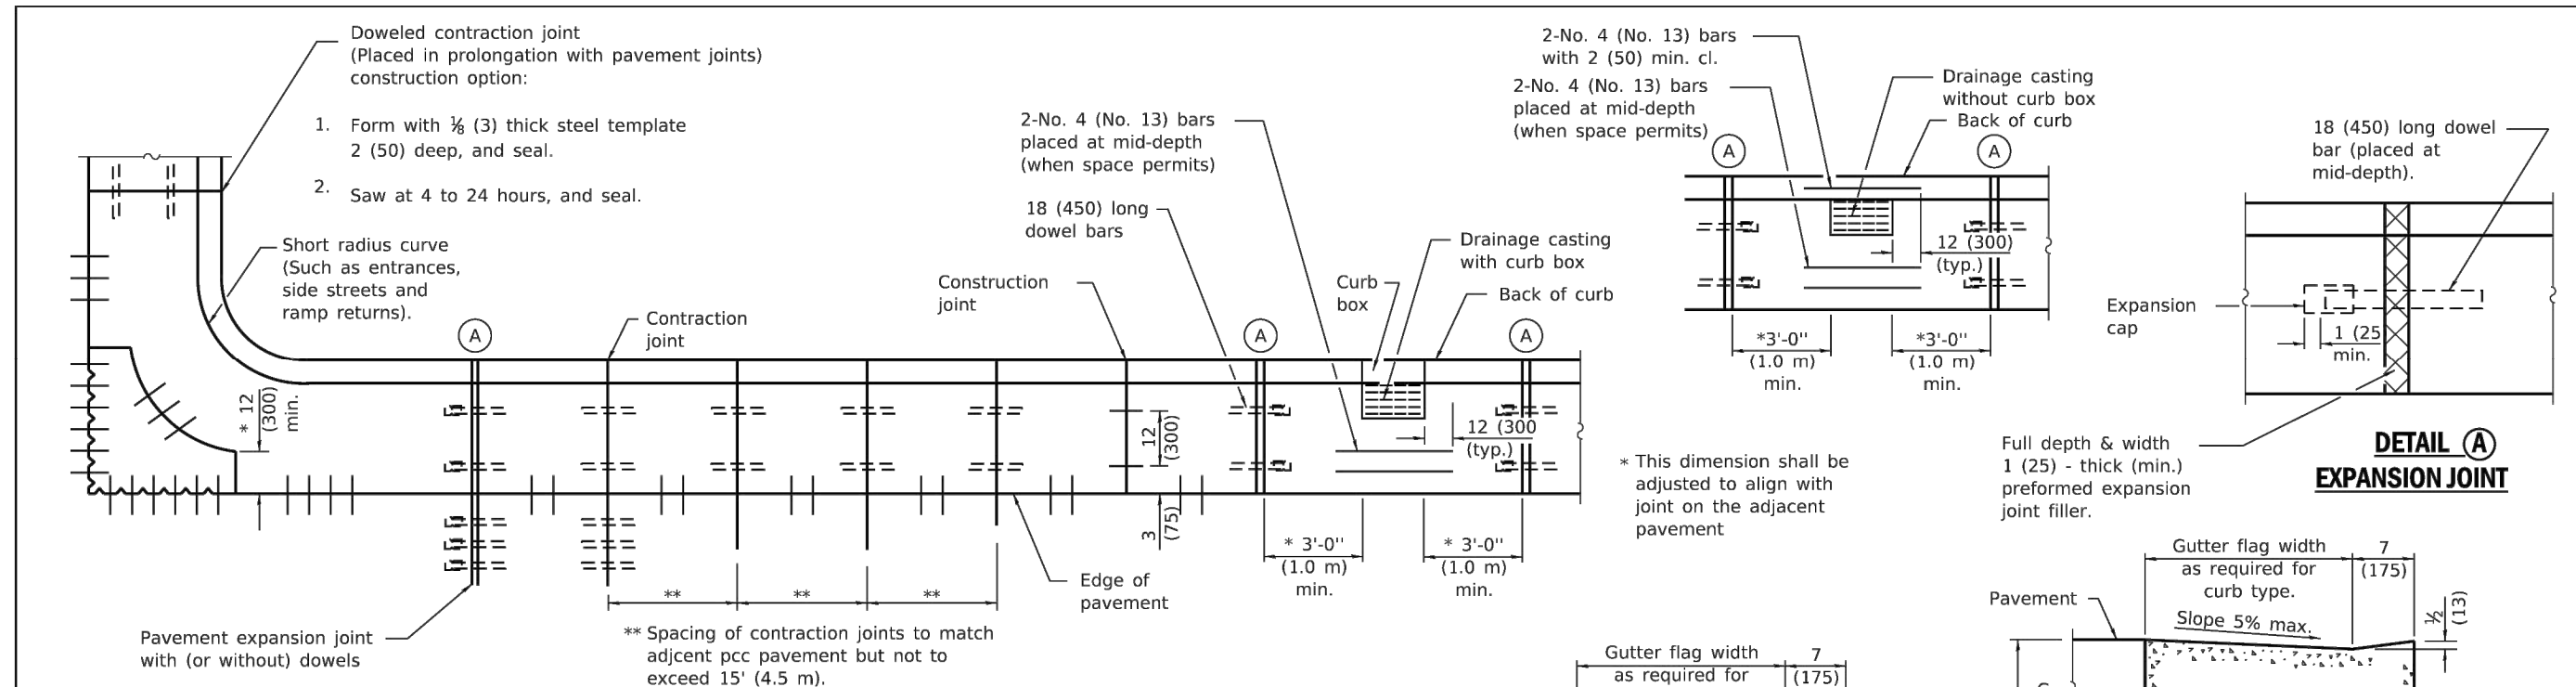 Doweled contraction joint
(Placed in prolongation with pavement joints)
construction option:
1. Form with ⅛ (3) thick steel template
2 (50) deep, and seal.
2. Saw at 4 to 24 hours, and seal.
Short radius curve
(Such as entrances,
side streets and
ramp returns).
* 12
(300)
min.
A
Contraction
joint
Construction
joint
2-No. 4 (No. 13) bars
placed at mid-depth
(when space permits)
18 (450) long
dowel bars
Drainage casting
with curb box
Curb
box
Back of curb
A
A
12
(300)
3
(75)
12 (300
(typ.)
* 3'-0"
(1.0 m)
min.
* 3'-0"
(1.0 m)
min.
Edge of
pavement
**
**
**
Pavement expansion joint
with (or without) dowels
** Spacing of contraction joints to match
adjcent pcc pavement but not to
exceed 15' (4.5 m).
2-No. 4 (No. 13) bars
with 2 (50) min. cl.
2-No. 4 (No. 13) bars
placed at mid-depth
(when space permits)
Drainage casting
without curb box
Back of curb
A
A
12 (300)
(typ.)
*3'-0"
(1.0 m)
min.
*3'-0"
(1.0 m)
min.
* This dimension shall be
adjusted to align with
joint on the adjacent
pavement
18 (450) long dowel
bar (placed at
mid-depth).
Expansion
cap
1 (25
min.
Full depth & width
1 (25) - thick (min.)
preformed expansion
joint filler.
DETAIL A
EXPANSION JOINT
Gutter flag width
as required for
curb type.
7
(175)
Pavement
Slope 5% max.
½
(13)
Gutter flag width
as required for
7
(175)